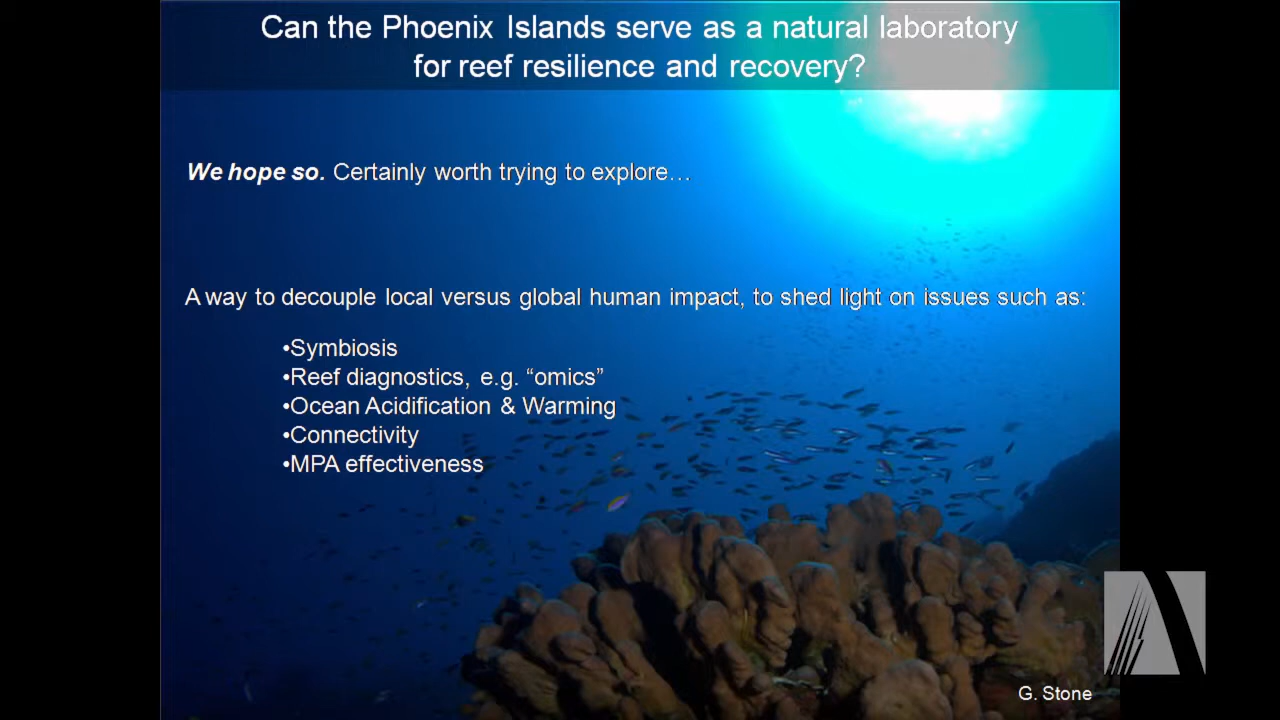 Can the Phoenix Islands serve as a natural laboratory
for reef resilience and recovery?
We hope so. Certainly worth trying to explore…
A way to decouple local versus global human impact, to shed light on issues such as:
•Symbiosis
•Reef diagnostics, e.g. “omics”
•Ocean Acidification & Warming
•Connectivity
•MPA effectiveness
G. Stone